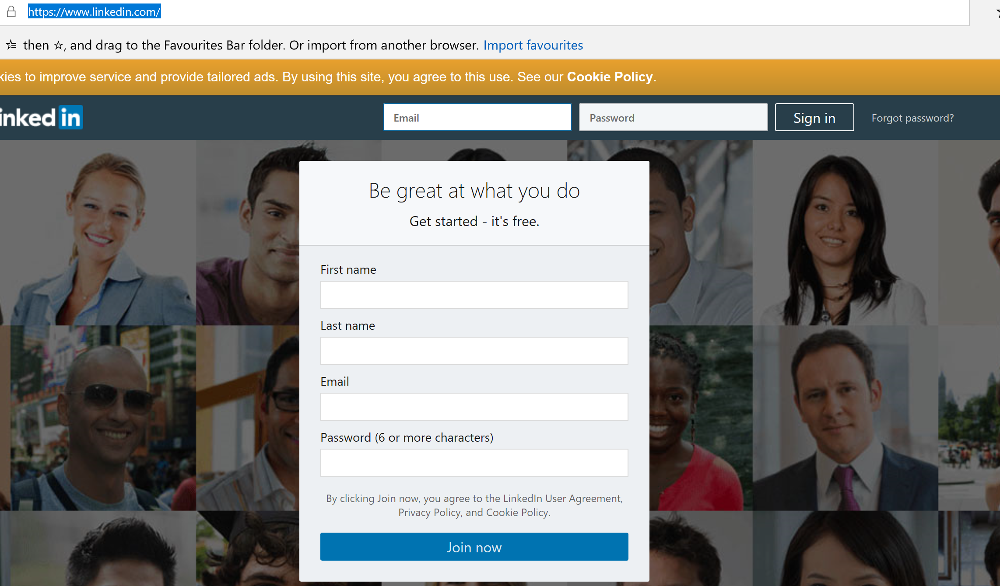 https://www.linkedin.com/
then ☆, and drag to the Favourites Bar folder. Or import from another browser. Import favourites
kies to improve service and provide tailored ads. By using this site, you agree to this use. See our Cookie Policy.
inked in
Email
Password
Sign in
Forgot password?
Be great at what you do
Get started - it's free.
First name
Last name
Email
Password (6 or more characters)
By clicking Join now, you agree to the LinkedIn User Agreement,
Privacy Policy, and Cookie Policy.
Join now